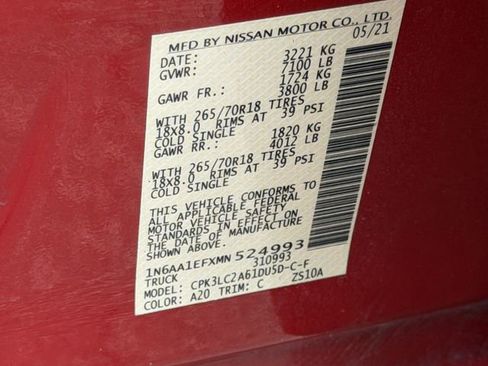 MFD BY NISSAN MOTOR CO., LTD.
DATE: 05/21
GVWR: 3221 KG
7100 LB
GAWR FR.: 1724 KG
3800 LB
WITH 265/70R18 TIRES
18X8.0 RIMS AT 39 PSI
COLD SINGLE
GAWR RR.: 1820 KG
4012 LB
WITH 265/70R18 TIRES
18X8.0 RIMS AT 39 PSI
COLD SINGLE
THIS VEHICLE CONFORMS TO
ALL APPLICABLE FEDERAL
MOTOR VEHICLE SAFETY
STANDARDS IN EFFECT ON
THE DATE OF MANUFACTURE
SHOWN ABOVE.
1N6AA1EFXMN524993
TRUCK 310993
MODEL: CPK3LC2A61DU5D-C-F
COLOR: A20 TRIM: C ZS10A